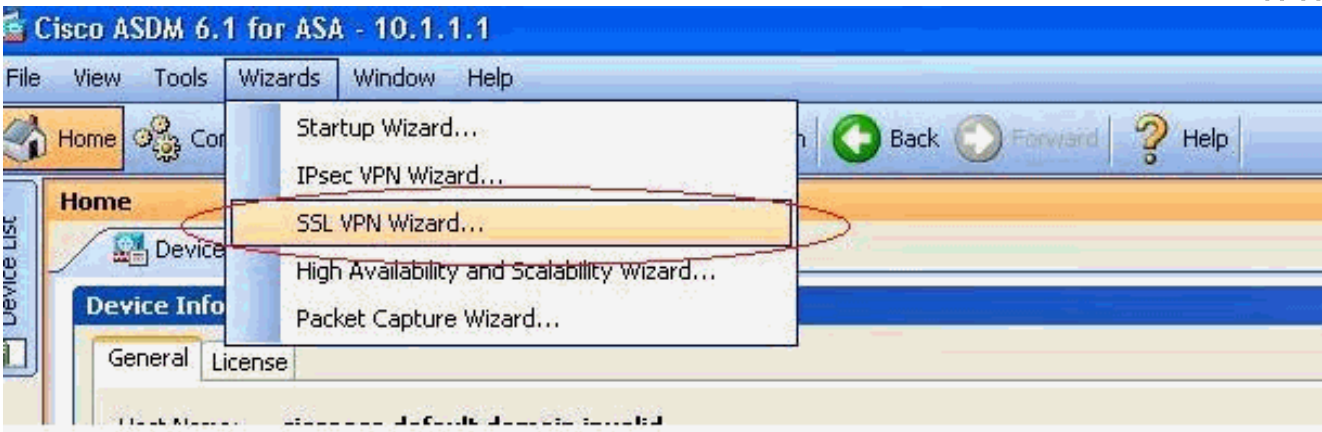 Cisco ASDM 6.1 for ASA - 10.1.1.1
File View Tools Wizards Window Help
Home Back Forward Help
Startup Wizard...
IPsec VPN Wizard...
SSL VPN Wizard...
High Availability and Scalability Wizard...
Packet Capture Wizard...
Device List
Home
Device
Device Info
General License